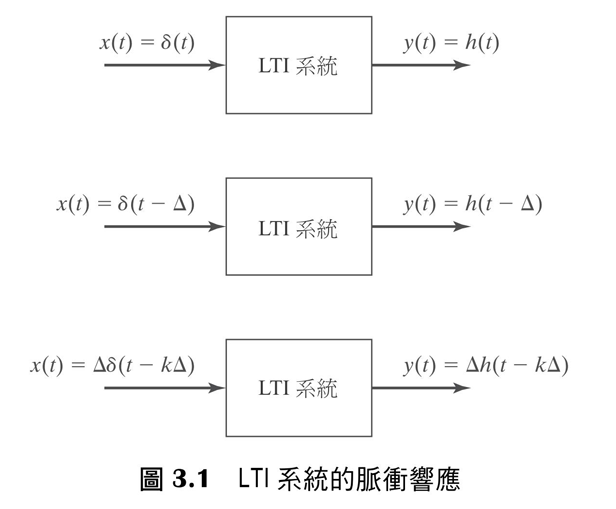 x(t) = δ(t)
LTI 系統
y(t) = h(t)
x(t) = δ(t − Δ)
LTI 系統
y(t) = h(t − Δ)
x(t) = Δδ(t − kΔ)
LTI 系統
y(t) = Δh(t − kΔ)
圖 3.1 LTI 系統的脈衝響應